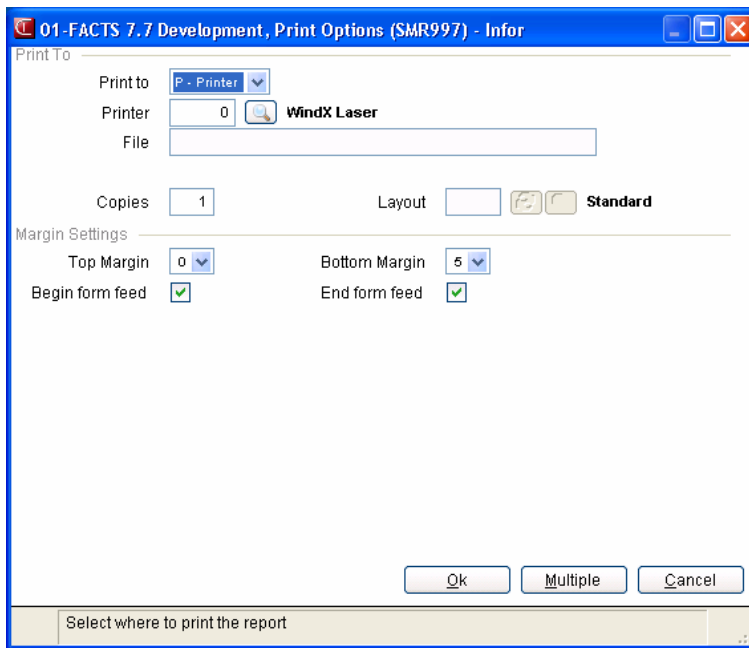 01-FACTS 7.7 Development, Print Options (SMR997) - Infor
Print To
Print to P - Printer
Printer 0 WindX Laser
File
Copies 1 Layout Standard
Margin Settings
Top Margin 0 Bottom Margin 5
Begin form feed End form feed
Ok Multiple Cancel
Select where to print the report